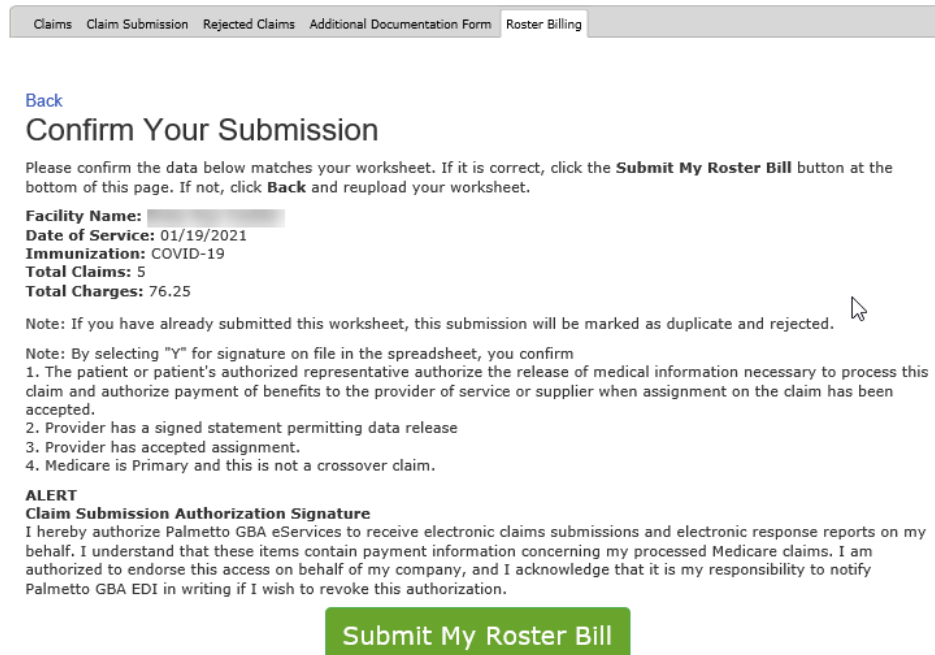 Claims Claim Submission Rejected Claims Additional Documentation Form Roster Billing
Back
Confirm Your Submission
Please confirm the data below matches your worksheet. If it is correct, click the Submit My Roster Bill button at the
bottom of this page. If not, click Back and reupload your worksheet.
Facility Name:
Date of Service: 01/19/2021
Immunization: COVID-19
Total Claims: 5
Total Charges: 76.25
Note: If you have already submitted this worksheet, this submission will be marked as duplicate and rejected.
Note: By selecting "Y" for signature on file in the spreadsheet, you confirm
1. The patient or patient's authorized representative authorize the release of medical information necessary to process this
claim and authorize payment of benefits to the provider of service or supplier when assignment on the claim has been
accepted.
2. Provider has a signed statement permitting data release
3. Provider has accepted assignment.
4. Medicare is Primary and this is not a crossover claim.
ALERT
Claim Submission Authorization Signature
I hereby authorize Palmetto GBA eServices to receive electronic claims submissions and electronic response reports on my
behalf. I understand that these items contain payment information concerning my processed Medicare claims. I am
authorized to endorse this access on behalf of my company, and I acknowledge that it is my responsibility to notify
Palmetto GBA EDI in writing if I wish to revoke this authorization.
Submit My Roster Bill